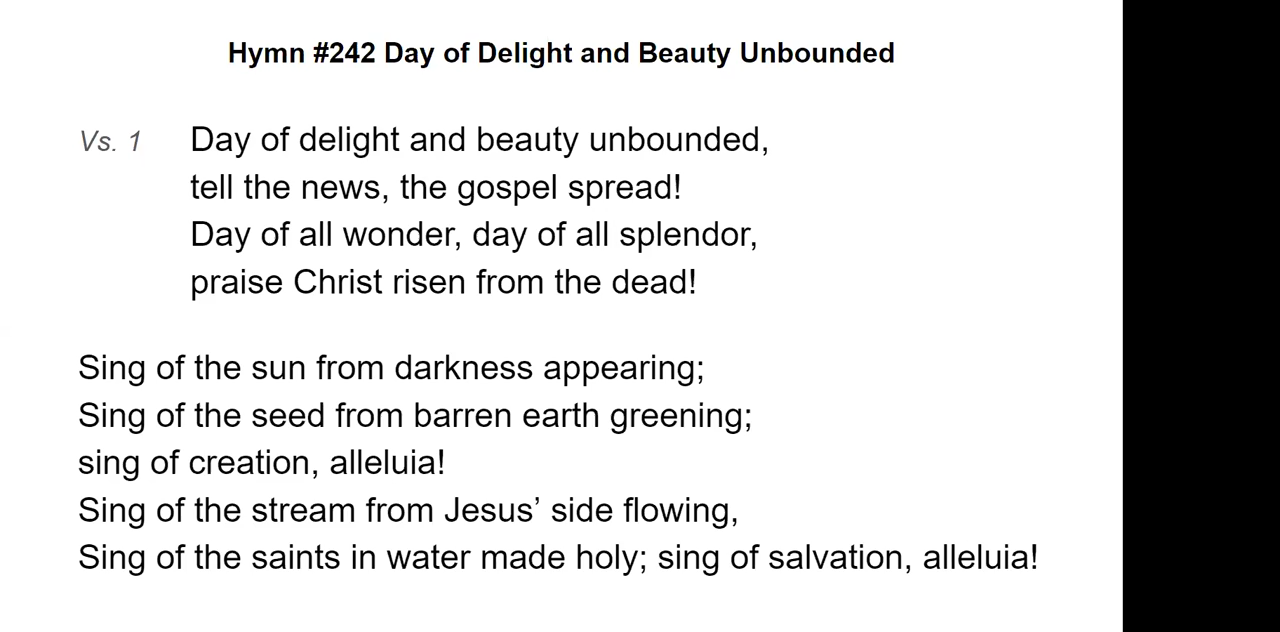 Hymn #242 Day of Delight and Beauty Unbounded
Vs. 1 Day of delight and beauty unbounded,
tell the news, the gospel spread!
Day of all wonder, day of all splendor,
praise Christ risen from the dead!
Sing of the sun from darkness appearing;
Sing of the seed from barren earth greening;
sing of creation, alleluia!
Sing of the stream from Jesus’ side flowing,
Sing of the saints in water made holy; sing of salvation, alleluia!